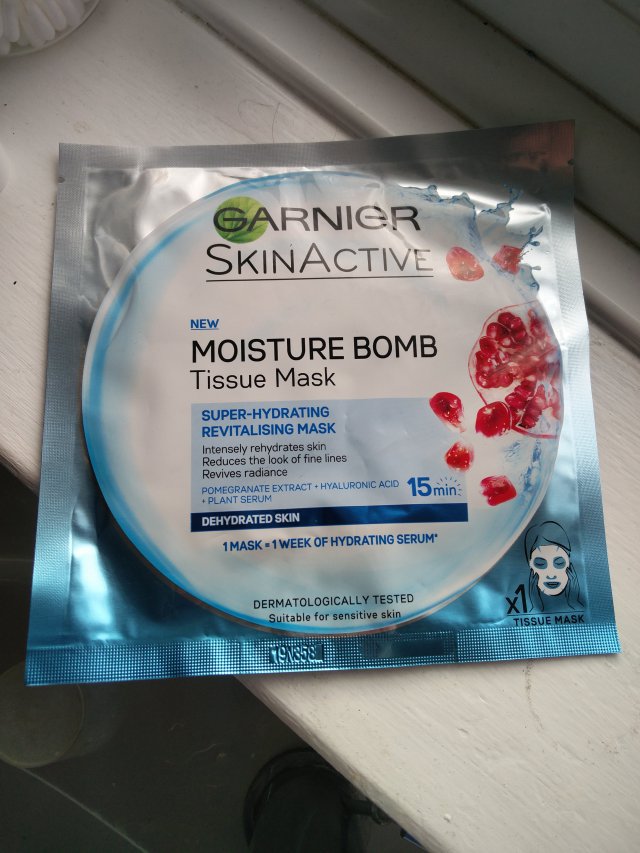 GARNIER
SKINACTIVE
NEW
MOISTURE BOMB
Tissue Mask
SUPER-HYDRATING
REVITALISING MASK
Intensely rehydrates skin
Reduces the look of fine lines
Revives radiance
POMEGRANATE EXTRACT + HYALURONIC ACID
+ PLANT SERUM
15min
DEHYDRATED SKIN
1 MASK = 1 WEEK OF HYDRATING SERUM*
x1
TISSUE MASK
DERMATOLOGICALLY TESTED
Suitable for sensitive skin